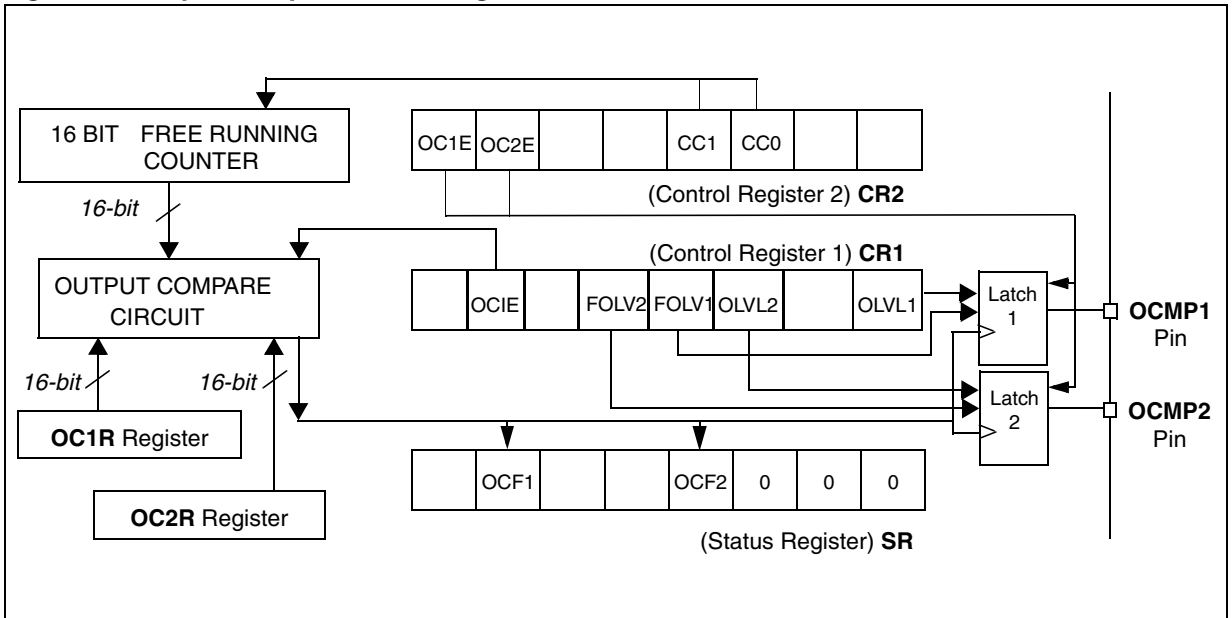 16 BIT FREE RUNNING
COUNTER
OC1E OC2E CC1 CC0
(Control Register 2) CR2
16-bit
(Control Register 1) CR1
OUTPUT COMPARE
CIRCUIT
OCIE FOLV2 FOLV1 OLVL2 OLVL1
Latch
1
OCMP1
Pin
16-bit
16-bit
Latch
2
OCMP2
Pin
OC1R Register
OCF1 OCF2 0 0 0
OC2R Register
(Status Register) SR